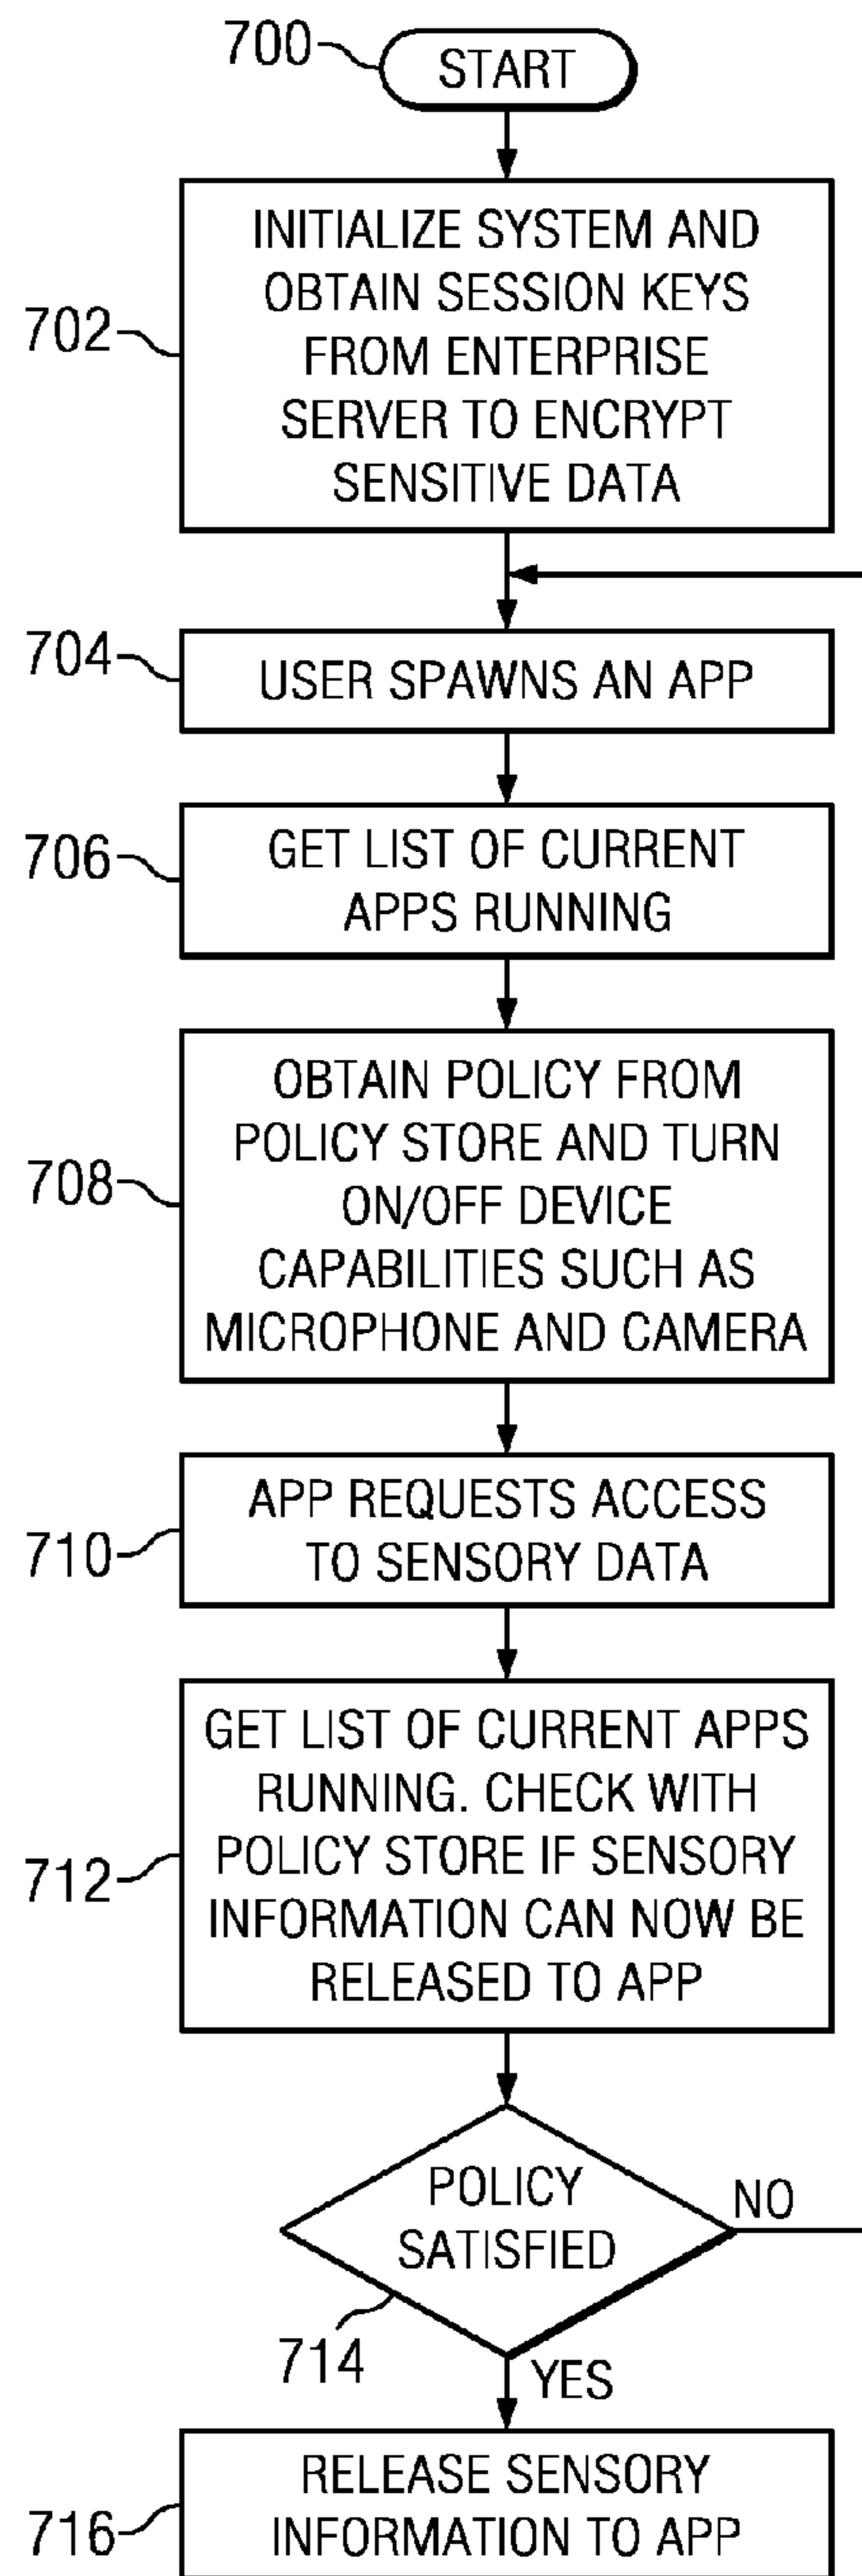 700
START
702
INITIALIZE SYSTEM AND
OBTAIN SESSION KEYS
FROM ENTERPRISE
SERVER TO ENCRYPT
SENSITIVE DATA
704
USER SPAWNS AN APP
706
GET LIST OF CURRENT
APPS RUNNING
708
OBTAIN POLICY FROM
POLICY STORE AND TURN
ON/OFF DEVICE
CAPABILITIES SUCH AS
MICROPHONE AND CAMERA
710
APP REQUESTS ACCESS
TO SENSORY DATA
712
GET LIST OF CURRENT APPS
RUNNING. CHECK WITH
POLICY STORE IF SENSORY
INFORMATION CAN NOW BE
RELEASED TO APP
POLICY
SATISFIED
NO
714
YES
716
RELEASE SENSORY
INFORMATION TO APP